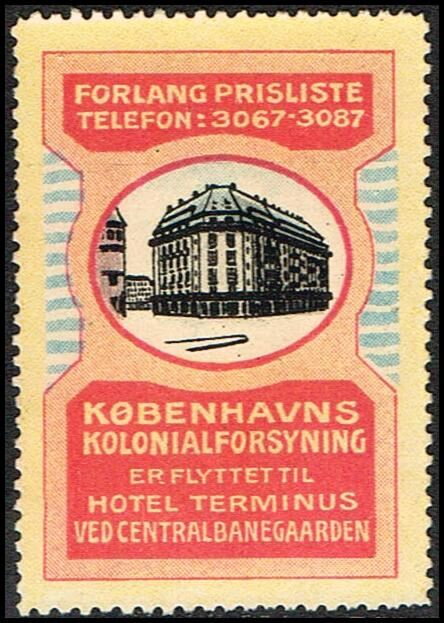 FORLANG PRISLISTE
TELEFON: 3067-3087
KØBENHAVNS
KOLONIALFORSYNING
ER FLYTTET TIL
HOTEL TERMINUS
VED CENTRALBANEGAARDEN